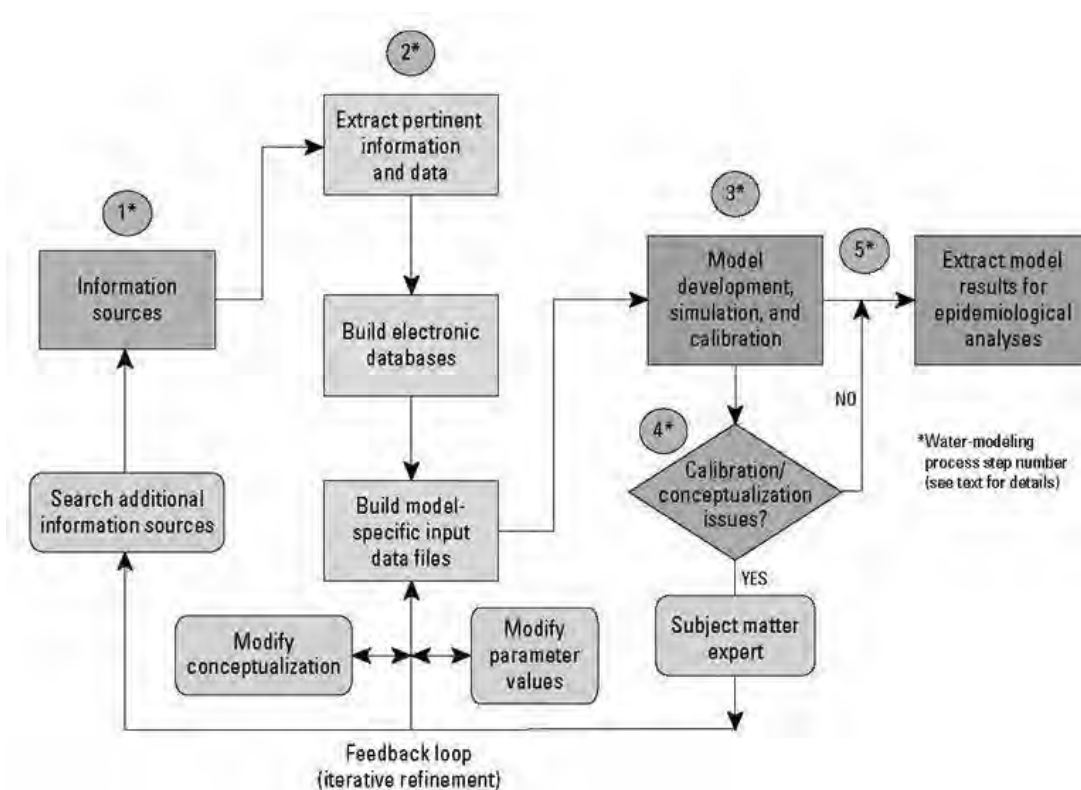 2*
Extract pertinent
information
and data
1*
Information
sources
Build electronic
databases
Search additional
information sources
Build model-
specific input
data files
Modify
conceptualization
Modify
parameter
values
Feedback loop
(iterative refinement)
3*
Model
development,
simulation, and
calibration
5*
Extract model
results for
epidemiological
analyses
NO
4*
Calibration/
conceptualization
issues?
YES
Subject matter
expert
*Water-modeling
process step number
(see text for details)